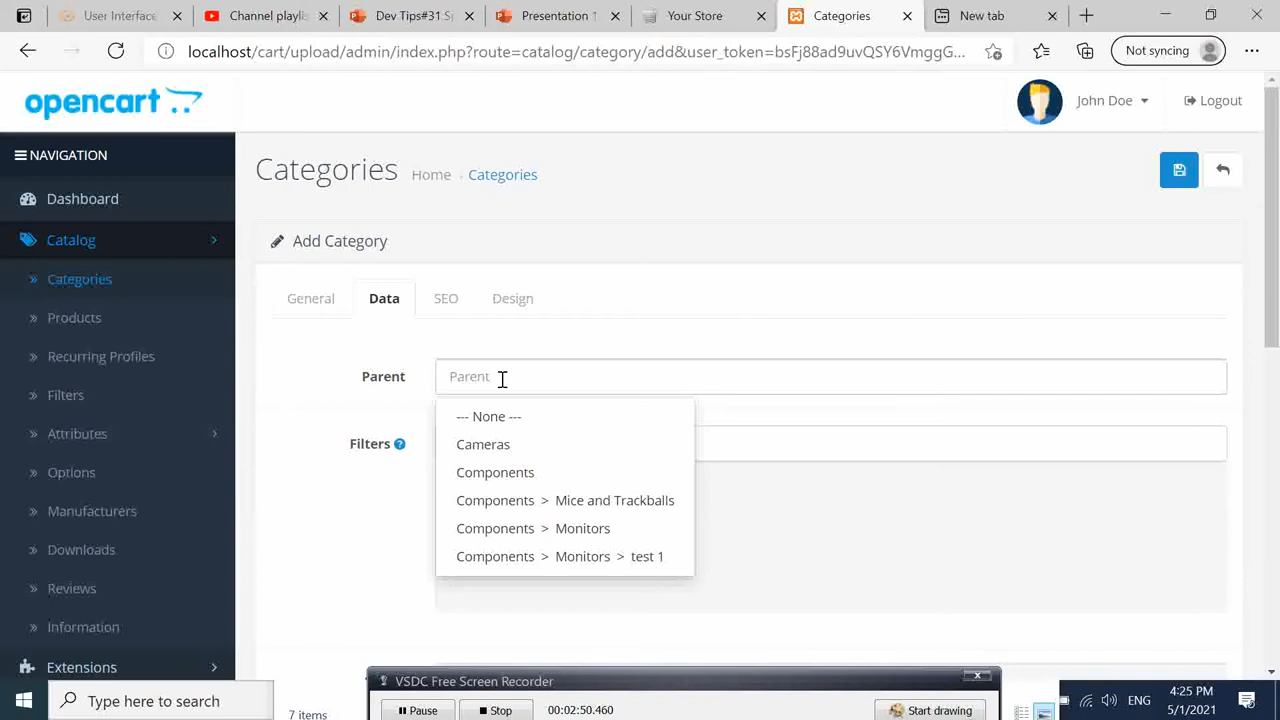 User Interface
Channel playlis
Dev Tips#31 S
Presentation 1
Your Store
Categories
New tab
localhost/cart/upload/admin/index.php?route=catalog/category/add&user_token=bsFj88ad9uvQSY6VmggG...
Not syncing
opencart
John Doe
Logout
NAVIGATION
Dashboard
Catalog
Categories
Products
Recurring Profiles
Filters
Attributes
Options
Manufacturers
Downloads
Reviews
Information
Extensions
Categories
Home
Categories
Add Category
General
Data
SEO
Design
Parent
Parent
--- None ---
Cameras
Components
Components > Mice and Trackballs
Components > Monitors
Components > Monitors > test 1
Filters
VSDC Free Screen Recorder
Pause
Stop
0:02:50.460
Start drawing
Type here to search
7 items
ENG
4:25 PM
5/1/2021